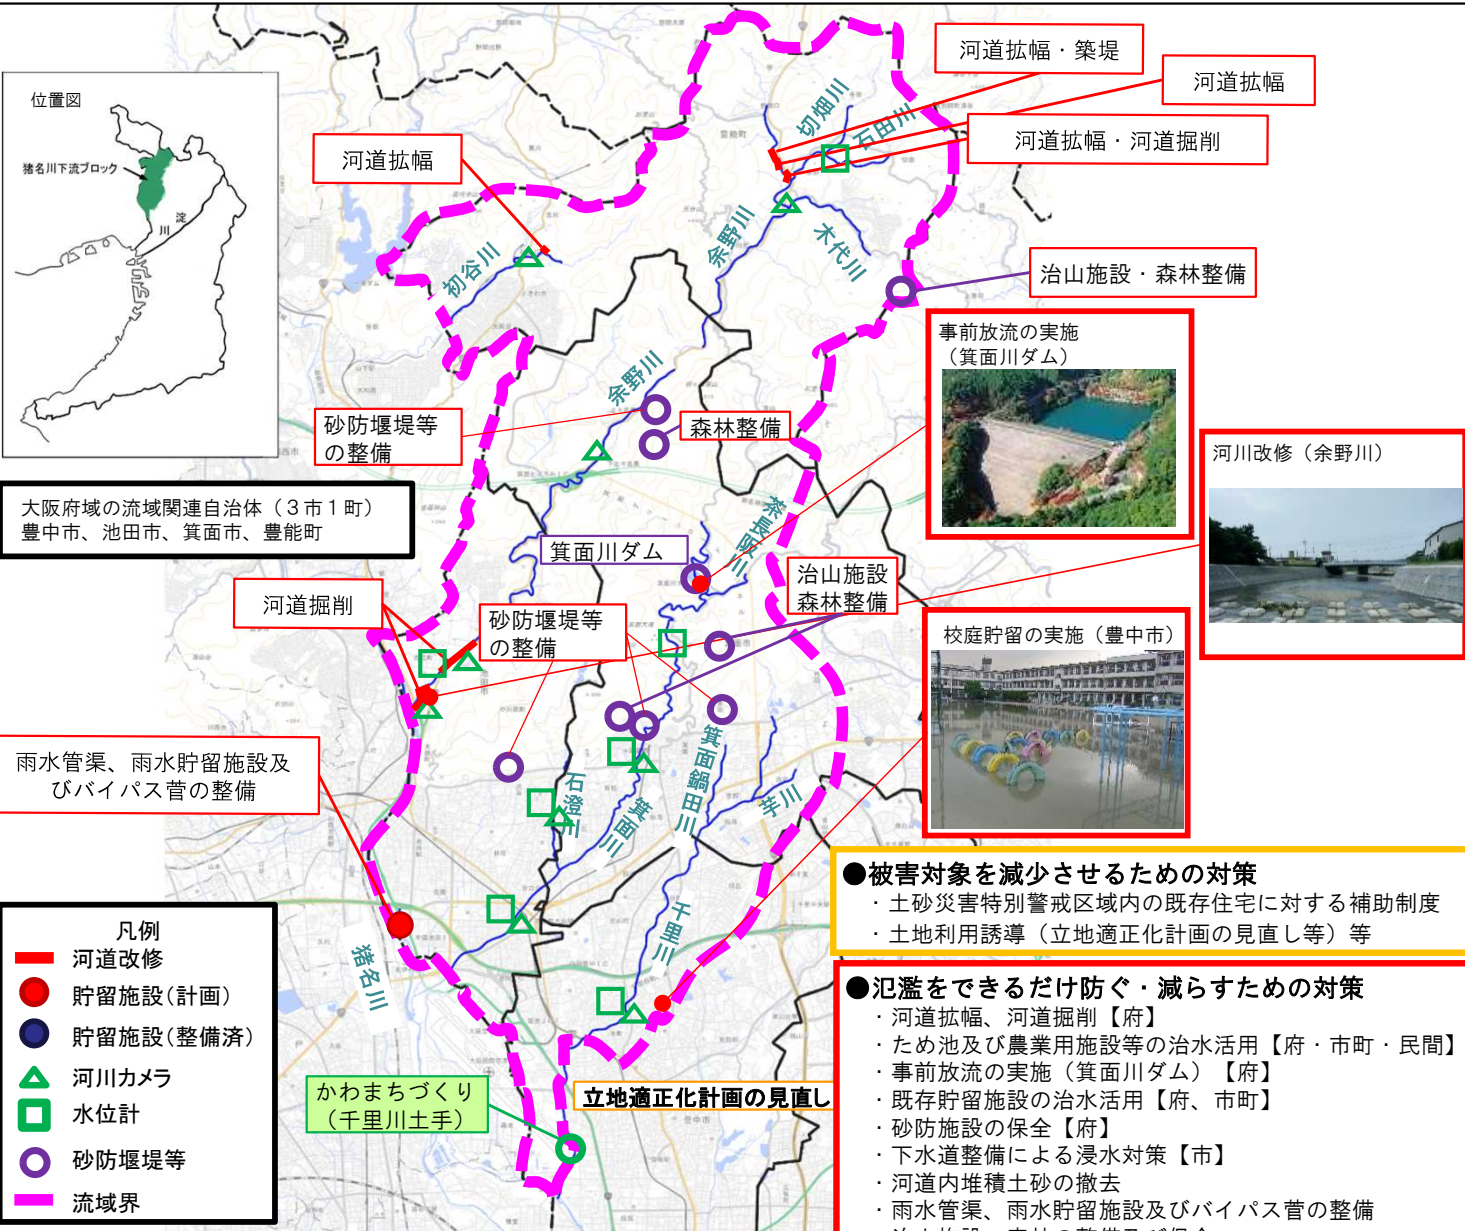 位置図
猪名川下流ブロック
淀
川
大阪府域の流域関連自治体（３市１町）
豊中市、池田市、箕面市、豊能町
河道拡幅・築堤
河道拡幅
河道拡幅・河道掘削
河道拡幅
切畑川
石田川
余野川
木代川
初谷川
治山施設・森林整備
事前放流の実施
（箕面川ダム）
余野川
砂防堰堤等
の整備
森林整備
河川改修（余野川）
茶長阪川
箕面川ダム
治山施設
森林整備
河道掘削
砂防堰堤等
の整備
校庭貯留の実施（豊中市）
雨水管渠、雨水貯留施設及
びバイパス菅の整備
石澄川
箕面川
箕面鍋田川
芋川
千里川
猪名川
凡例
河道改修
貯留施設(計画)
貯留施設(整備済)
河川カメラ
水位計
砂防堰堤等
流域界
かわまちづくり
（千里川土手）
立地適正化計画の見直し
●被害対象を減少させるための対策
・土砂災害特別警戒区域内の既存住宅に対する補助制度
・土地利用誘導（立地適正化計画の見直し等）等
●氾濫をできるだけ防ぐ・減らすための対策
・河道拡幅、河道掘削【府】
・ため池及び農業用施設等の治水活用【府・市町・民間】
・事前放流の実施（箕面川ダム）【府】
・既存貯留施設の治水活用【府、市町】
・砂防施設の保全【府】
・下水道整備による浸水対策【市】
・河道内堆積土砂の撤去
・雨水管渠、雨水貯留施設及びバイパス菅の整備